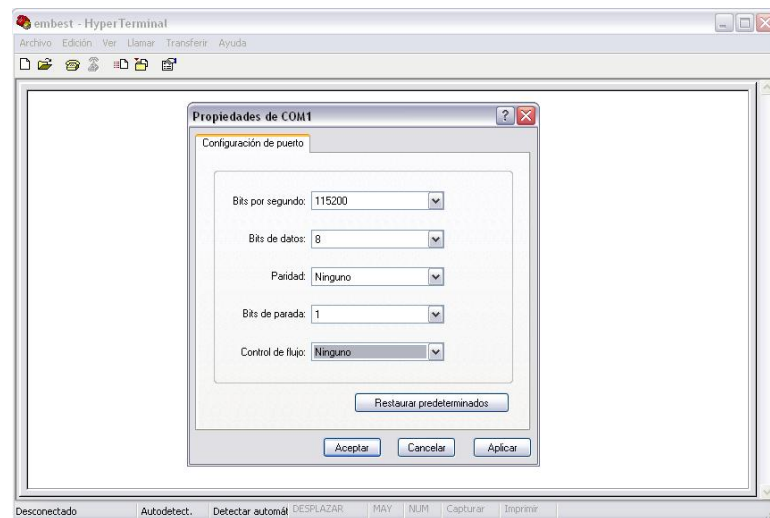 embest - HyperTerminal
Archivo Edición Ver Llamar Transferir Ayuda
Propiedades de COM1
Configuración de puerto
Bits por segundo: 115200
Bits de datos: 8
Paridad: Ninguno
Bits de parada: 1
Control de flujo: Ninguno
Restaurar predeterminados
Aceptar Cancelar Aplicar
Desconectado Autodetect. Detectar automát DESPLAZAR MAY NUM Capturar Imprimir